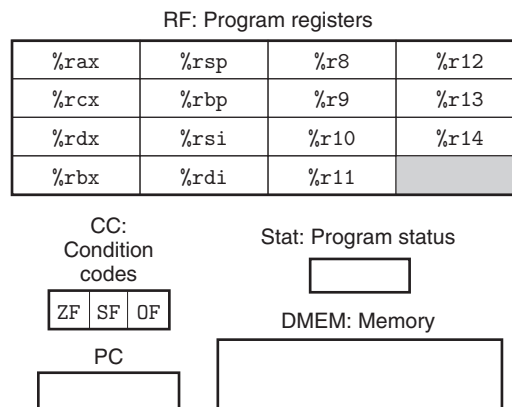 RF: Program registers
%rax %rsp %r8 %r12
%rcx %rbp %r9 %r13
%rdx %rsi %r10 %r14
%rbx %rdi %r11
CC:
Condition
codes
ZF SF OF
Stat: Program status
PC
DMEM: Memory